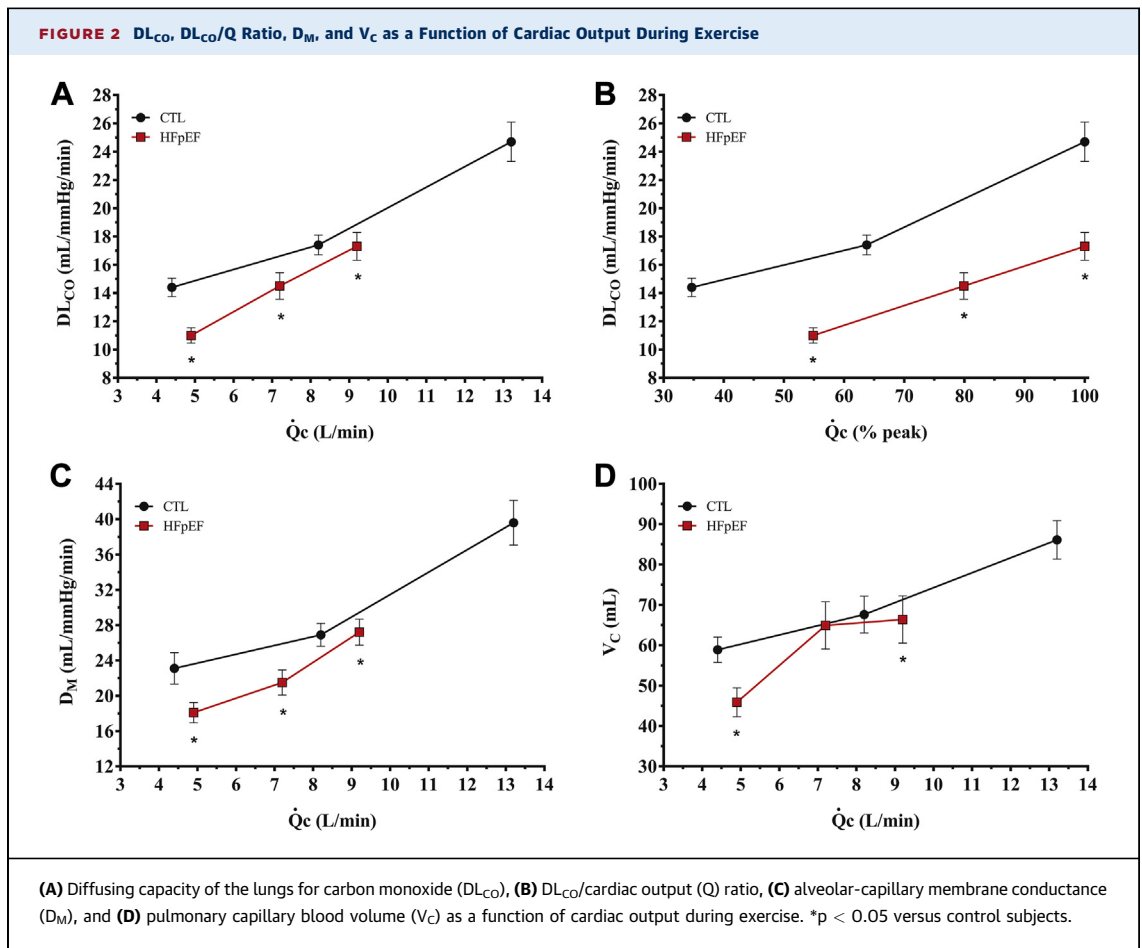 FIGURE 2 DLCO, DLCO/Q Ratio, DM, and VC as a Function of Cardiac Output During Exercise
A
28
26
24
22
20
18
16
14
12
10
8
DLCO (mL/mmHg/min)
CTL
HFpEF
*
*
*
3 4 5 6 7 8 9 10 11 12 13 14
Q̇c (L/min)
B
28
26
24
22
20
18
16
14
12
10
8
DLCO (mL/mmHg/min)
CTL
HFpEF
*
*
*
30 40 50 60 70 80 90 100
Q̇c (% peak)
C
44
40
36
32
28
24
20
16
12
DM (mL/mmHg/min)
CTL
HFpEF
*
*
*
3 4 5 6 7 8 9 10 11 12 13 14
Q̇c (L/min)
D
100
90
80
70
60
50
40
30
VC (mL)
CTL
HFpEF
*
*
3 4 5 6 7 8 9 10 11 12 13 14
Q̇c (L/min)
(A) Diffusing capacity of the lungs for carbon monoxide (DLCO), (B) DLCO/cardiac output (Q) ratio, (C) alveolar-capillary membrane conductance
(DM), and (D) pulmonary capillary blood volume (VC) as a function of cardiac output during exercise. *p < 0.05 versus control subjects.